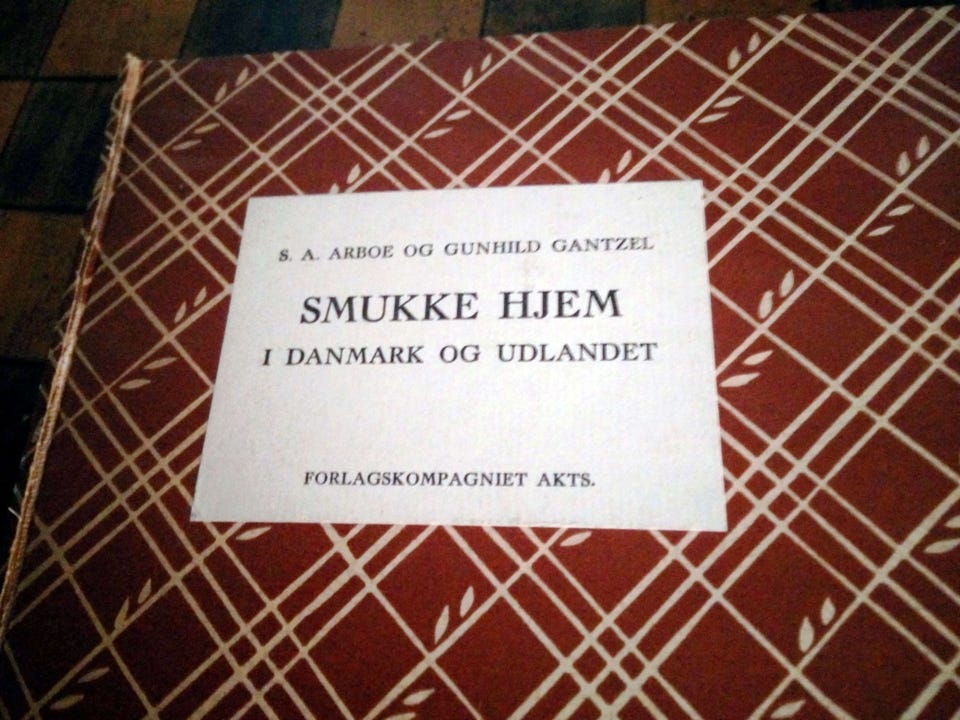 S. A. ARBOE OG GUNHILD GANTZEL
SMUKKE HJEM
I DANMARK OG UDLANDET
FORLAGSKOMPAGNIET AKTS.